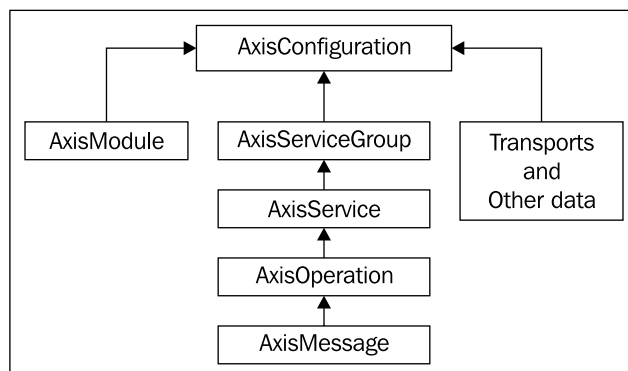 AxisConfiguration
AxisModule
AxisServiceGroup
Transports
and
Other data
AxisService
AxisOperation
AxisMessage